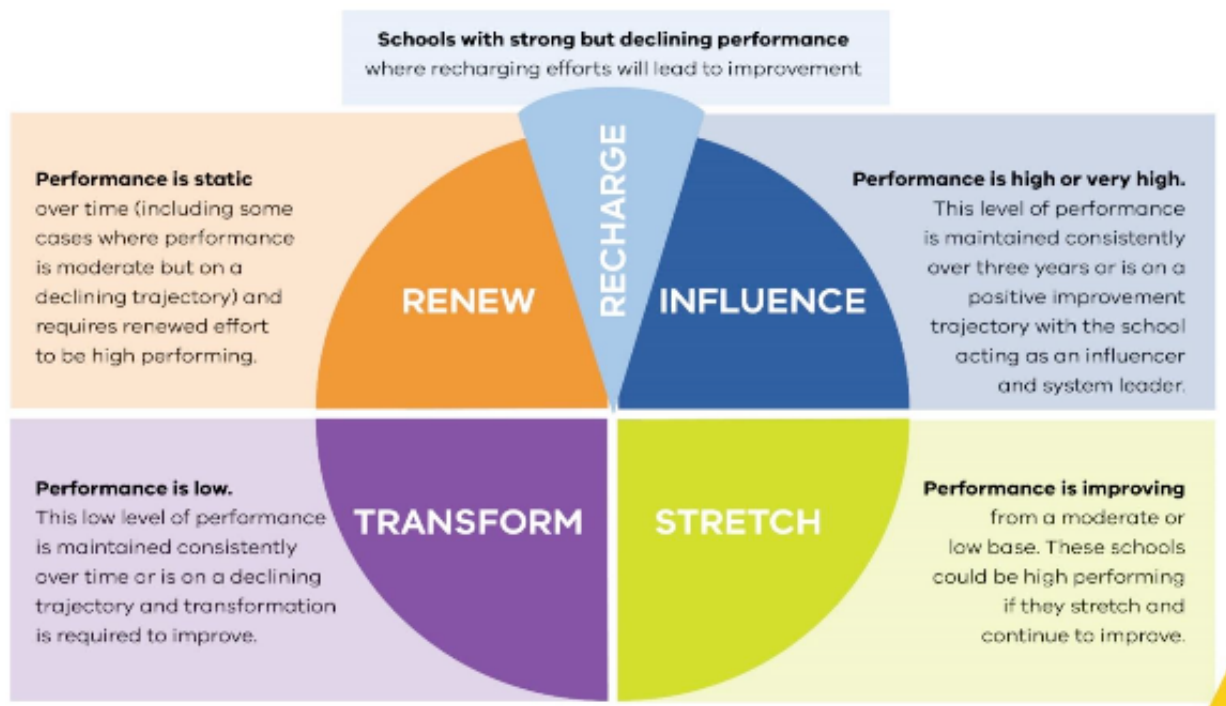 Schools with strong but declining performance
where recharging efforts will lead to improvement
Performance is static
over time (including some
cases where performance
is moderate but on a
declining trajectory) and
requires renewed effort
to be high performing.
RENEW
RECHARGE
INFLUENCE
Performance is high or very high.
This level of performance
is maintained consistently
over three years or is on a
positive improvement
trajectory with the school
acting as an influencer
and system leader.
Performance is low.
This low level of performance
is maintained consistently
over time or is on a declining
trajectory and transformation
is required to improve.
TRANSFORM
STRETCH
Performance is improving
from a moderate or
low base. These schools
could be high performing
if they stretch and
continue to improve.